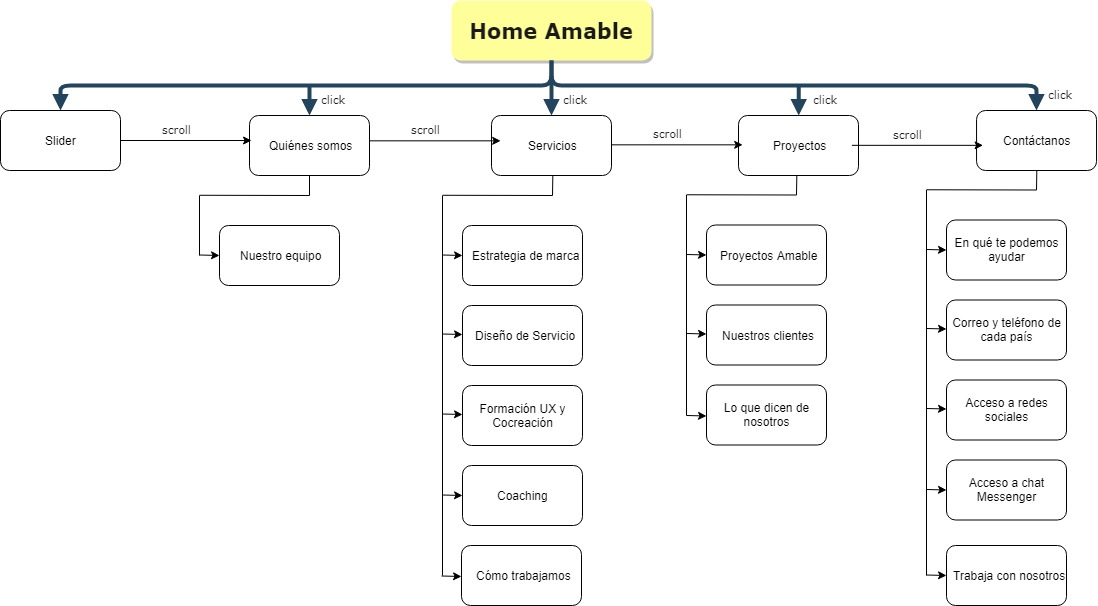 Home Amable
click
click
click
click
Slider
scroll
Quiénes somos
scroll
Servicios
scroll
Proyectos
scroll
Contáctanos
Nuestro equipo
Estrategia de marca
Diseño de Servicio
Formación UX y
Cocreación
Coaching
Cómo trabajamos
Proyectos Amable
Nuestros clientes
Lo que dicen de
nosotros
En qué te podemos
ayudar
Correo y teléfono de
cada país
Acceso a redes
sociales
Acceso a chat
Messenger
Trabaja con nosotros